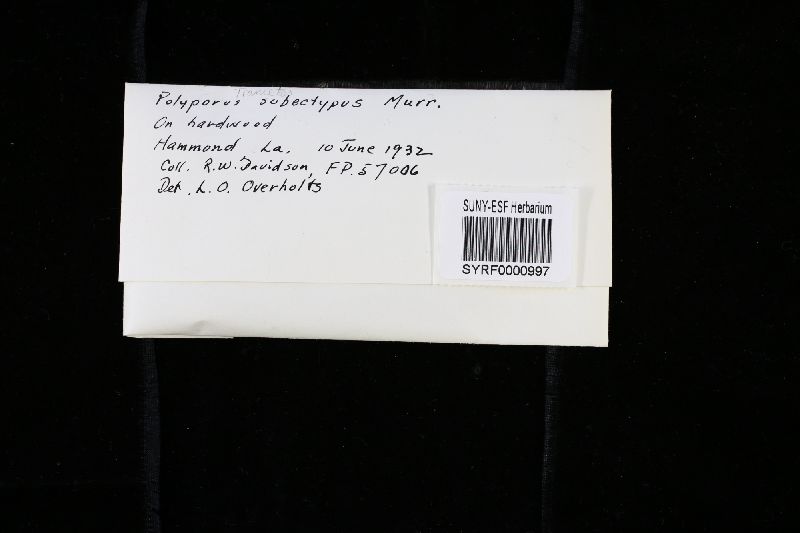 Trametes
Polyporus subectypus Murr.
On hardwood
Hammond La. 10 June 1932
Coll. R.W. Davidson, F.P. 57006
Det. L.O. Overholts
SUNY-ESF Herbarium
SYRF0000997